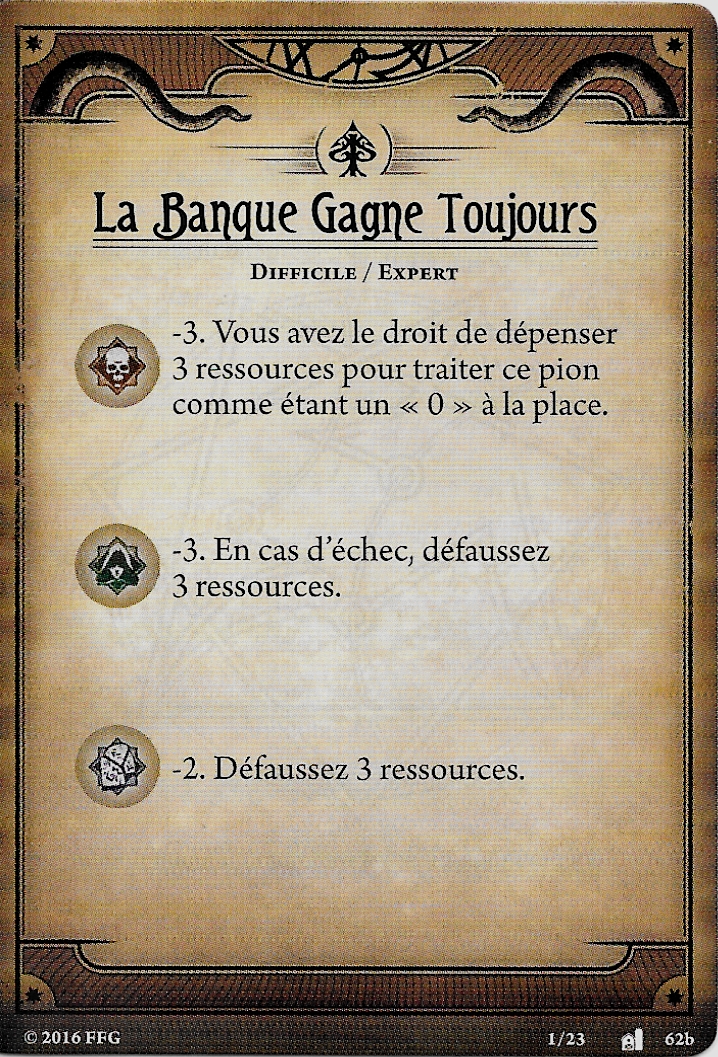 La Banque Gagne Toujours
Difficile / Expert
-3. Vous avez le droit de dépenser
3 ressources pour traiter ce pion
comme étant un « 0 » à la place.
-3. En cas d'échec, défaussez
3 ressources.
-2. Défaussez 3 ressources.
© 2016 FFG
1/23
62b